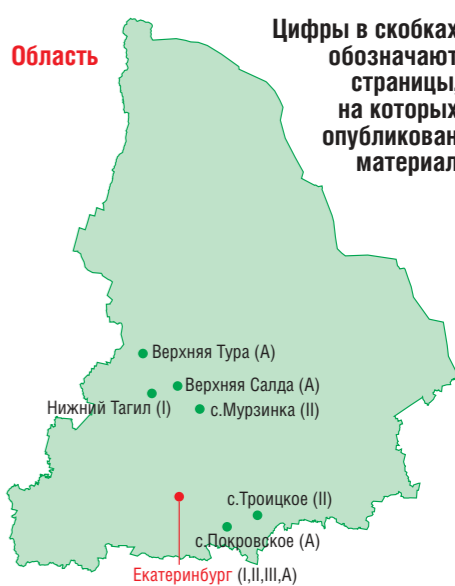 Область
Цифры в скобках
обозначают
страницы,
на которых
опубликован
материал
Верхняя Тура (А)
Верхняя Салда (А)
Нижний Тагил (I)
с.Мурзинка (II)
с.Троицкое (II)
с.Покровское (А)
Екатеринбург (I,II,III,А)